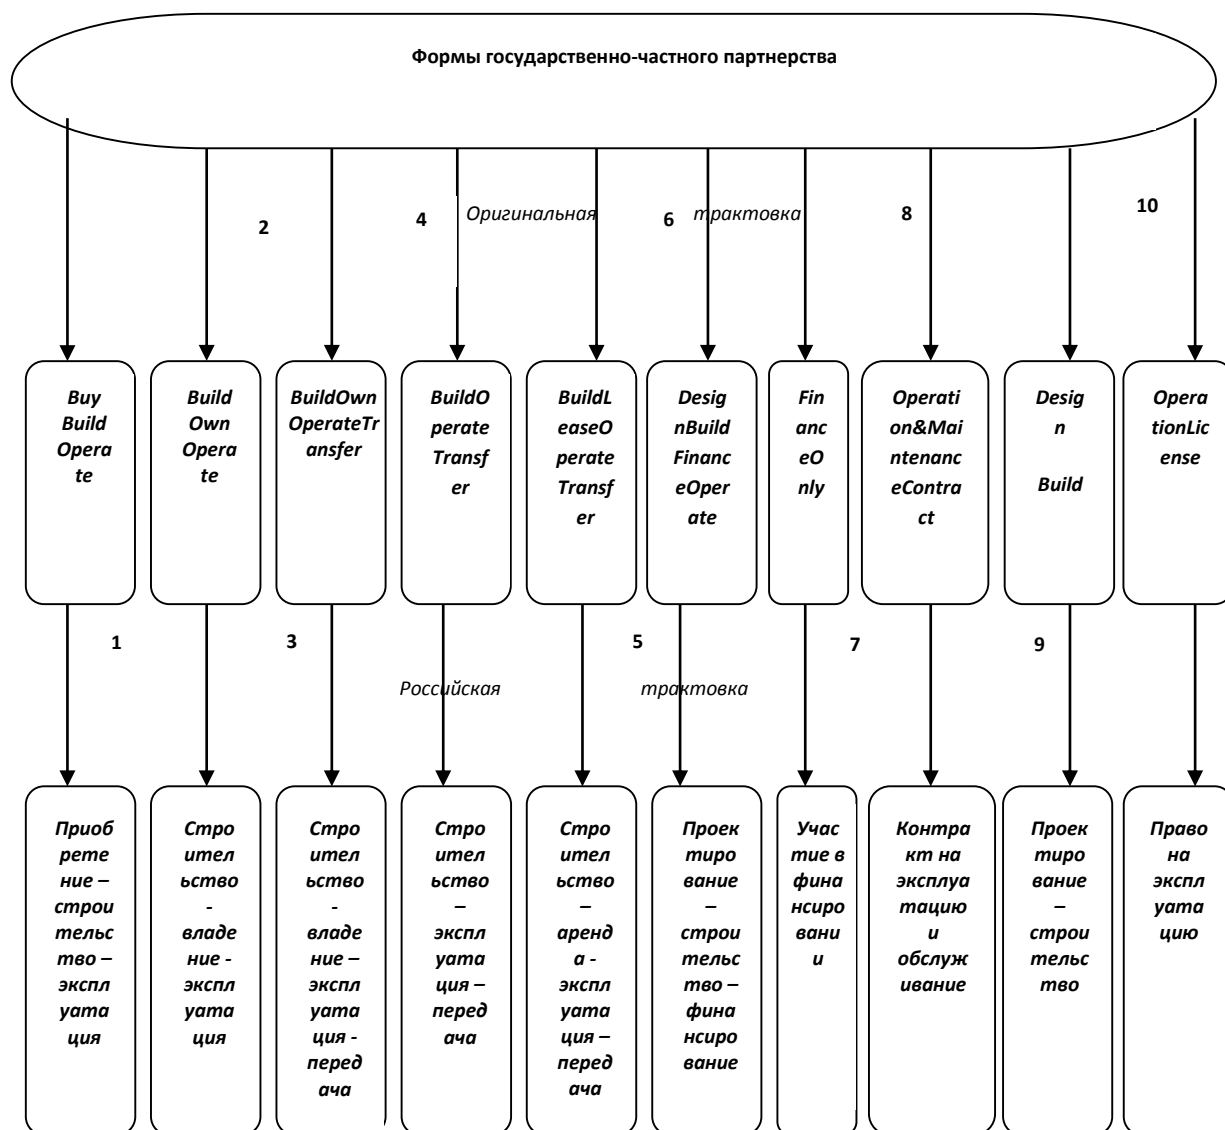 Формы государственно-частного партнерства
2
4
Оригинальная
6
трактовка
8
10
Buy
Build
Opera
te
Build
Own
Opera
te
BuildOwn
OperateTr
ansfer
BuildO
perate
Transf
er
BuildL
easeO
perate
Transf
er
Desig
nBuild
Financ
eOper
ate
Fin
anc
eO
nly
Operati
on&Mai
ntenanc
eContra
ct
Desig
n
Build
Opera
tionLic
ense
1
3
5
7
9
Российская
трактовка
Приоб
ретe
ние –
строи
тельс
тво –
экспл
уата
ция
Стро
ител
ьство
-
владе
ние -
экспл
уата
ция
Стро
ител
ьство
-
владе
ние –
экспл
уата
ция -
перед
ача
Стро
ител
ьство
–
экспл
уата
ция –
перед
ача
Стро
ител
ьство
–
аренд
а -
экспл
уата
ция –
перед
ача
Проек
тиро
вание
–
строи
тельс
тво –
фина
нсиро
вание
Учас
тие в
фина
нсиро
вани
и
Контра
кт на
эксплуа
тацию
и
обслуж
ивание
Проек
тиро
вание
–
строи
тельс
тво
Право
на
экспл
уата
цию